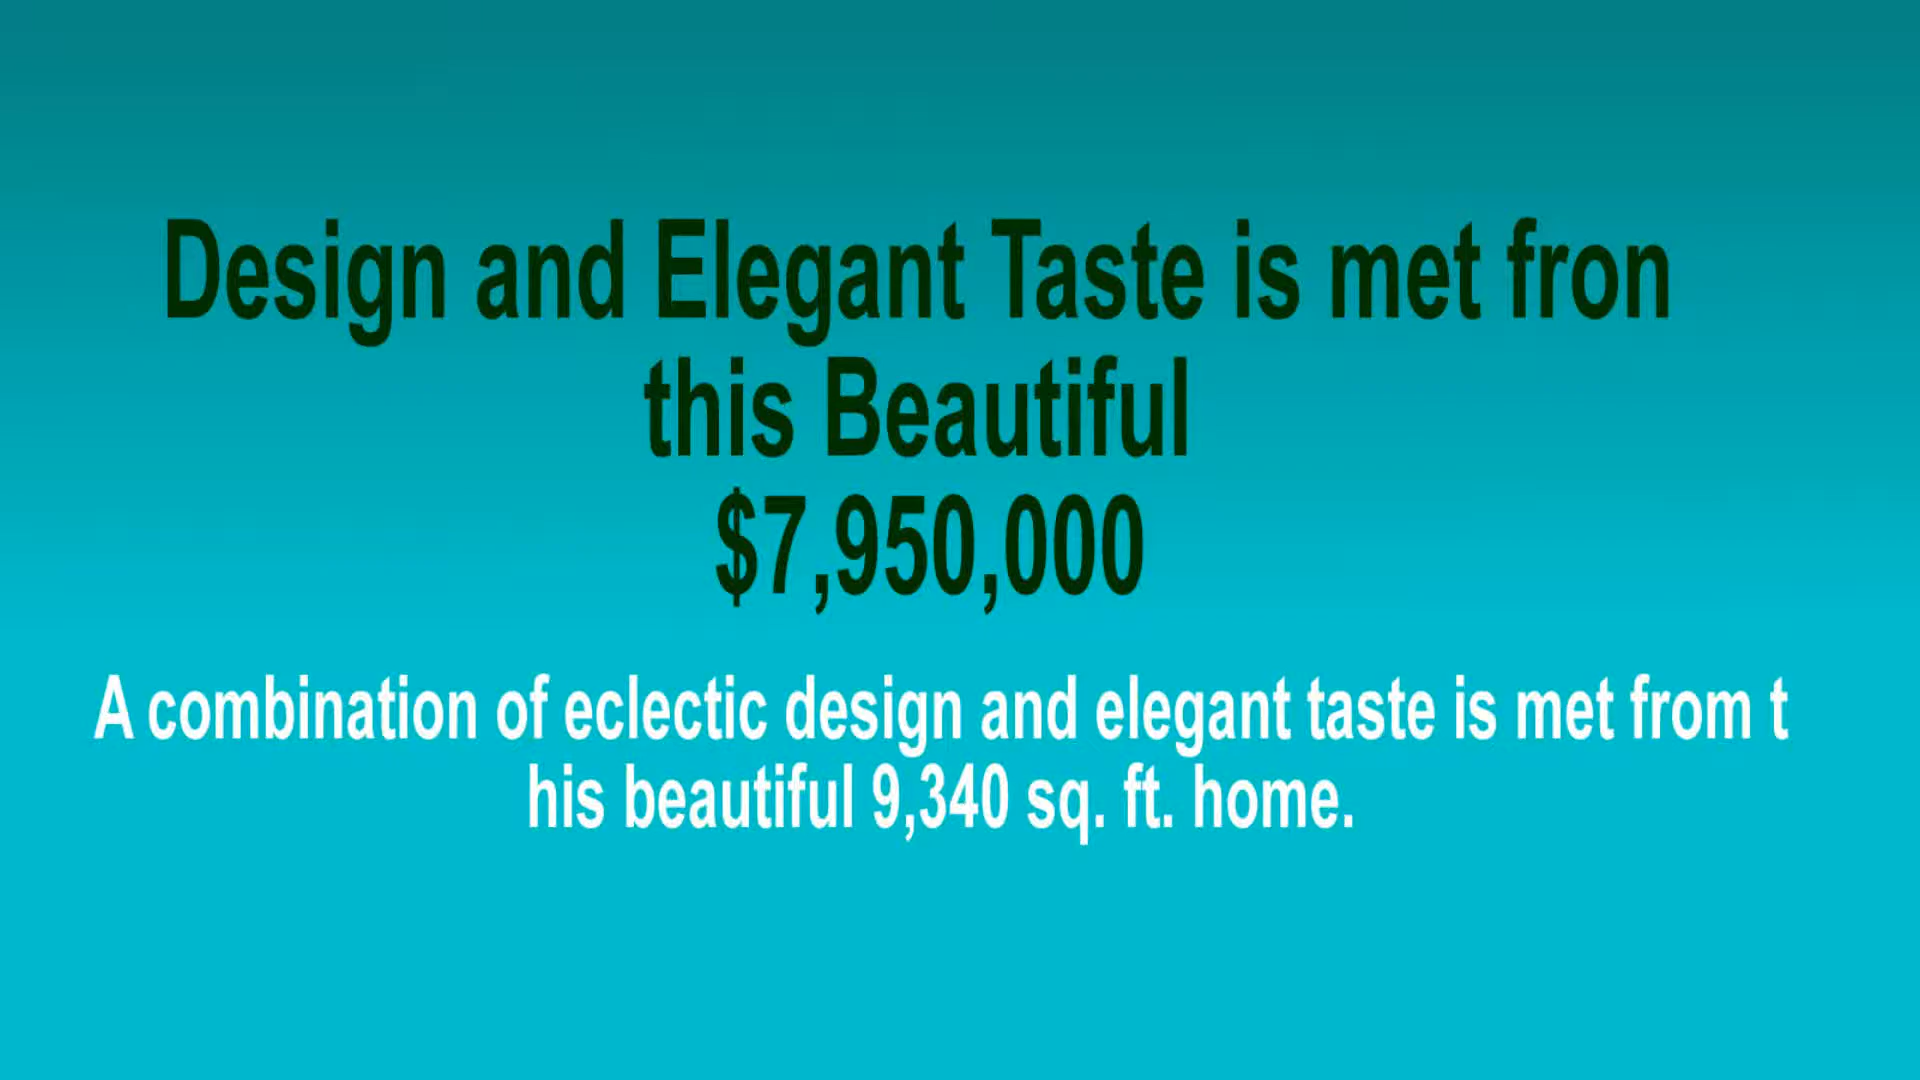 Design and Elegant Taste is met fron
this Beautiful
$7,950,000
A combination of eclectic design and elegant taste is met from t
his beautiful 9,340 sq. ft. home.